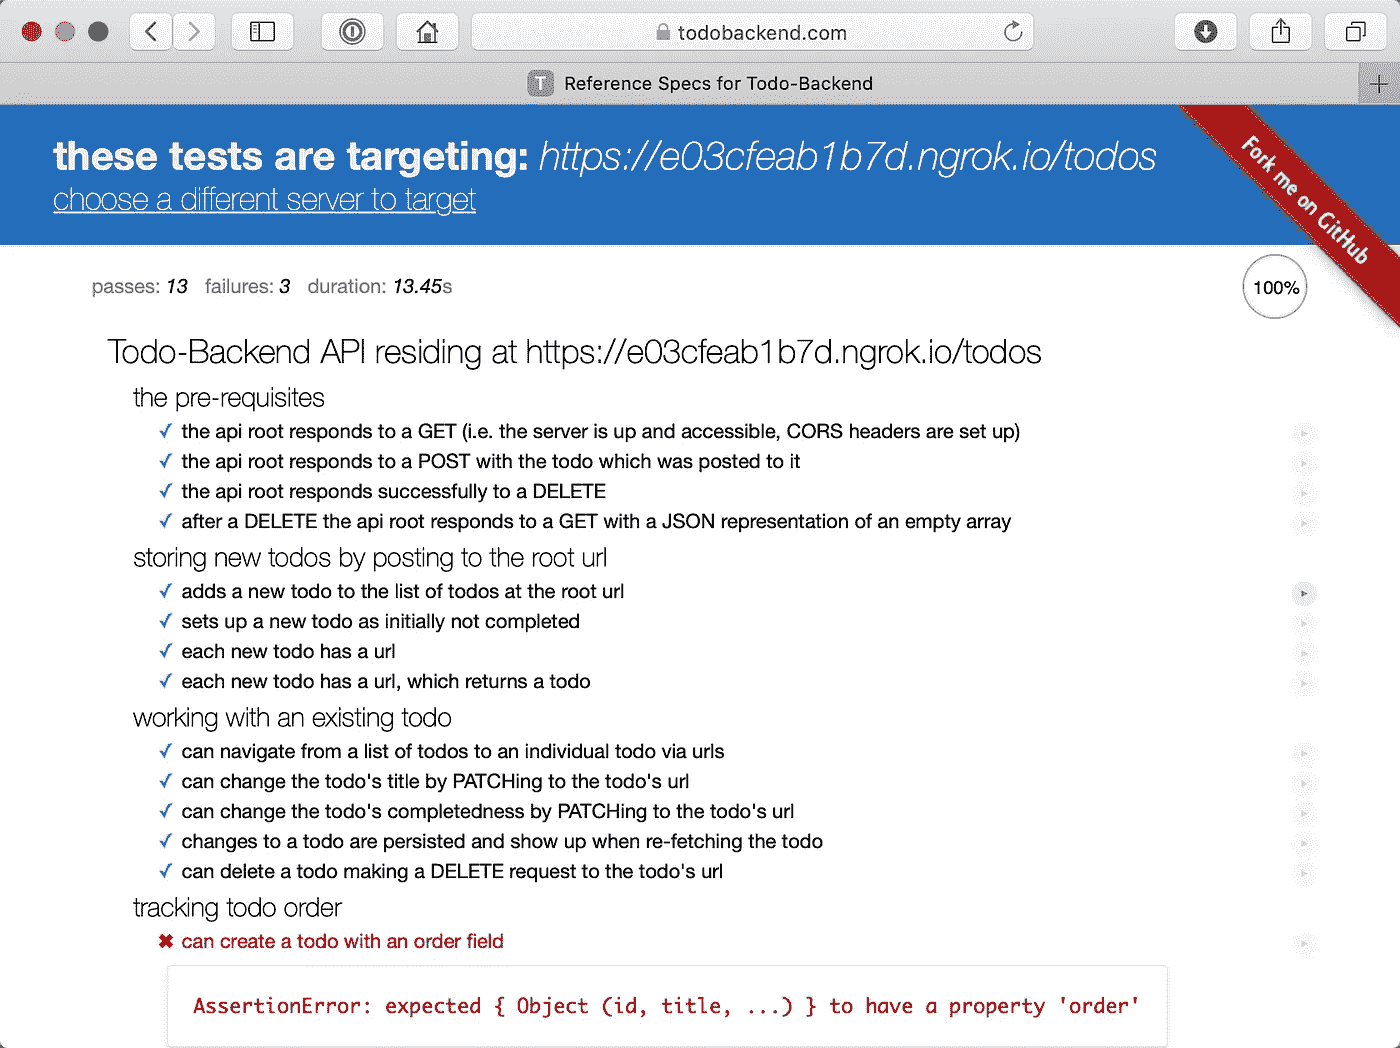 todobackend.com
T Reference Specs for Todo-Backend
these tests are targeting: https://e03cfeab1b7d.ngrok.io/todos
choose a different server to target
Fork me on GitHub
passes: 13 failures: 3 duration: 13.45s
100%
Todo-Backend API residing at https://e03cfeab1b7d.ngrok.io/todos
the pre-requisites
✓ the api root responds to a GET (i.e. the server is up and accessible, CORS headers are set up)
✓ the api root responds to a POST with the todo which was posted to it
✓ the api root responds successfully to a DELETE
✓ after a DELETE the api root responds to a GET with a JSON representation of an empty array
storing new todos by posting to the root url
✓ adds a new todo to the list of todos at the root url
✓ sets up a new todo as initially not completed
✓ each new todo has a url
✓ each new todo has a url, which returns a todo
working with an existing todo
✓ can navigate from a list of todos to an individual todo via urls
✓ can change the todo's title by PATCHing to the todo's url
✓ can change the todo's completedness by PATCHing to the todo's url
✓ changes to a todo are persisted and show up when re-fetching the todo
✓ can delete a todo making a DELETE request to the todo's url
tracking todo order
✖ can create a todo with an order field
AssertionError: expected { Object (id, title, ...) } to have a property 'order'